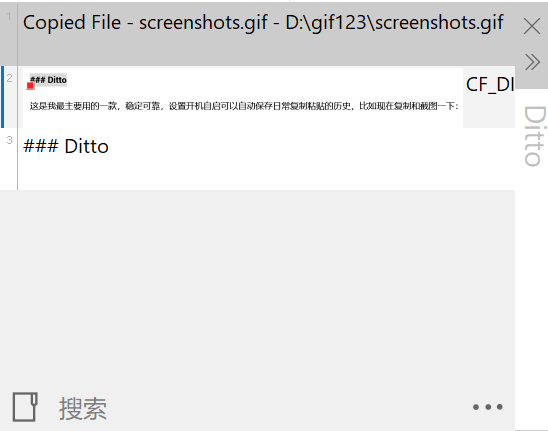 1
Copied File - screenshots.gif - D:\gif123\screenshots.gif
2
### Ditto
CF_DI
这是我最主要用的一款，稳定可靠，设置开机自启可以自动保存日常复制粘贴的历史，比如现在复制和截图一下：
3
### Ditto
Ditto
搜索